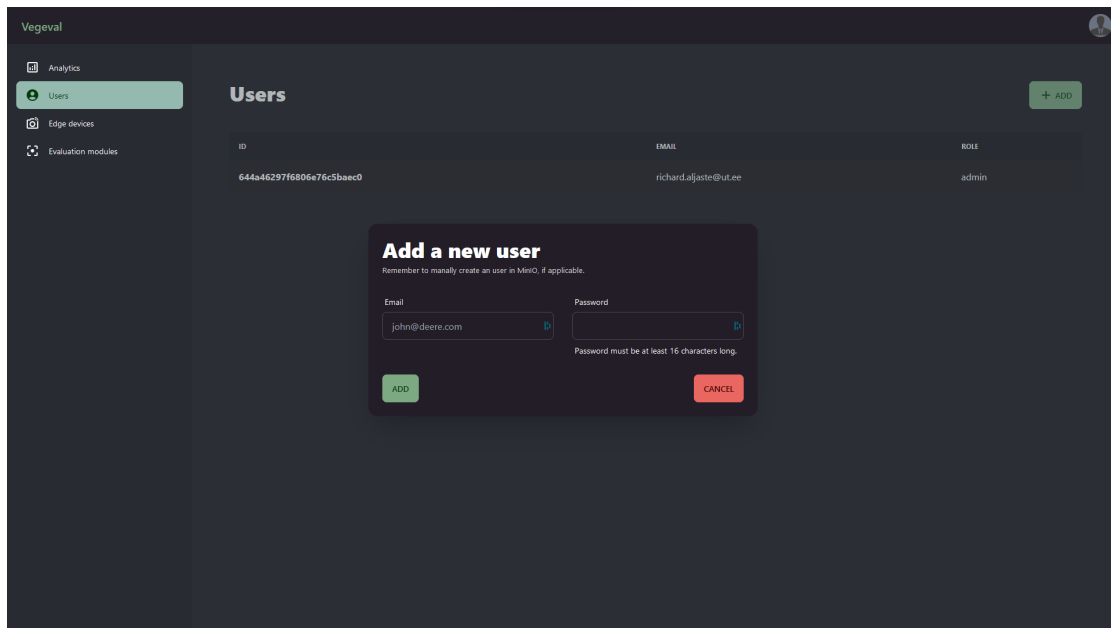 Vegeval
Analytics
Users
Edge devices
Evaluation modules
Users
+ ADD
ID EMAIL ROLE
644a46297f6806e76c5baec0 richard.aljaste@ut.ee admin
Add a new user
Remember to manally create an user in MinIO, if applicable.
Email Password
john@deere.com
Password must be at least 16 characters long.
ADD CANCEL